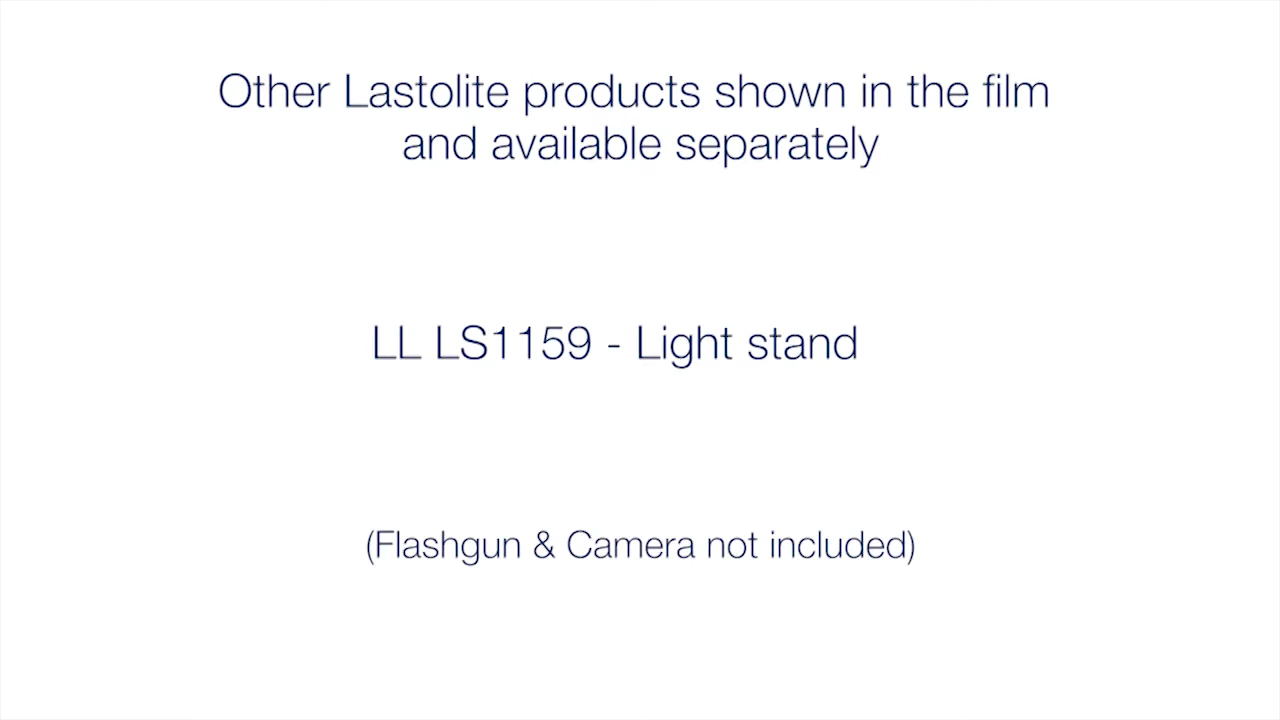 Other Lastolite products shown in the film
and available separately
LL LS1159 - Light stand
(Flashgun & Camera not included)